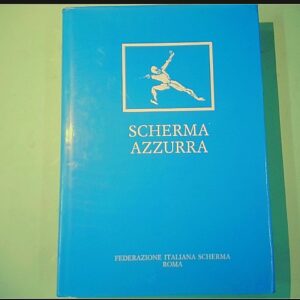 SCHERMA
AZZURRA
FEDERAZIONE ITALIANA SCHERMA
ROMA